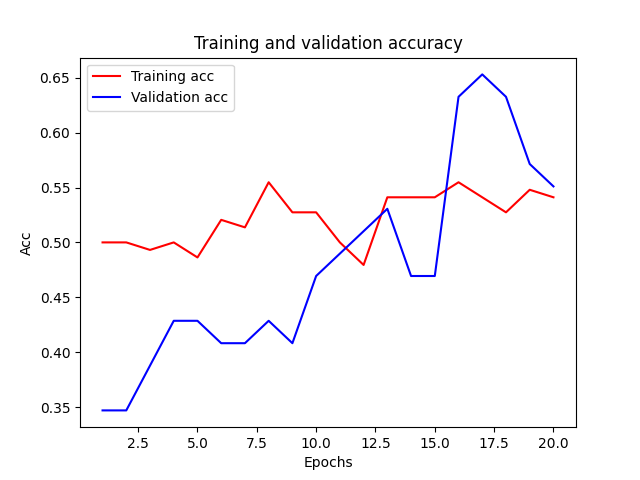 Training and validation accuracy
Training acc
Validation acc
0.65
0.60
0.55
0.50
0.45
0.40
0.35
Acc
2.5 5.0 7.5 10.0 12.5 15.0 17.5 20.0
Epochs